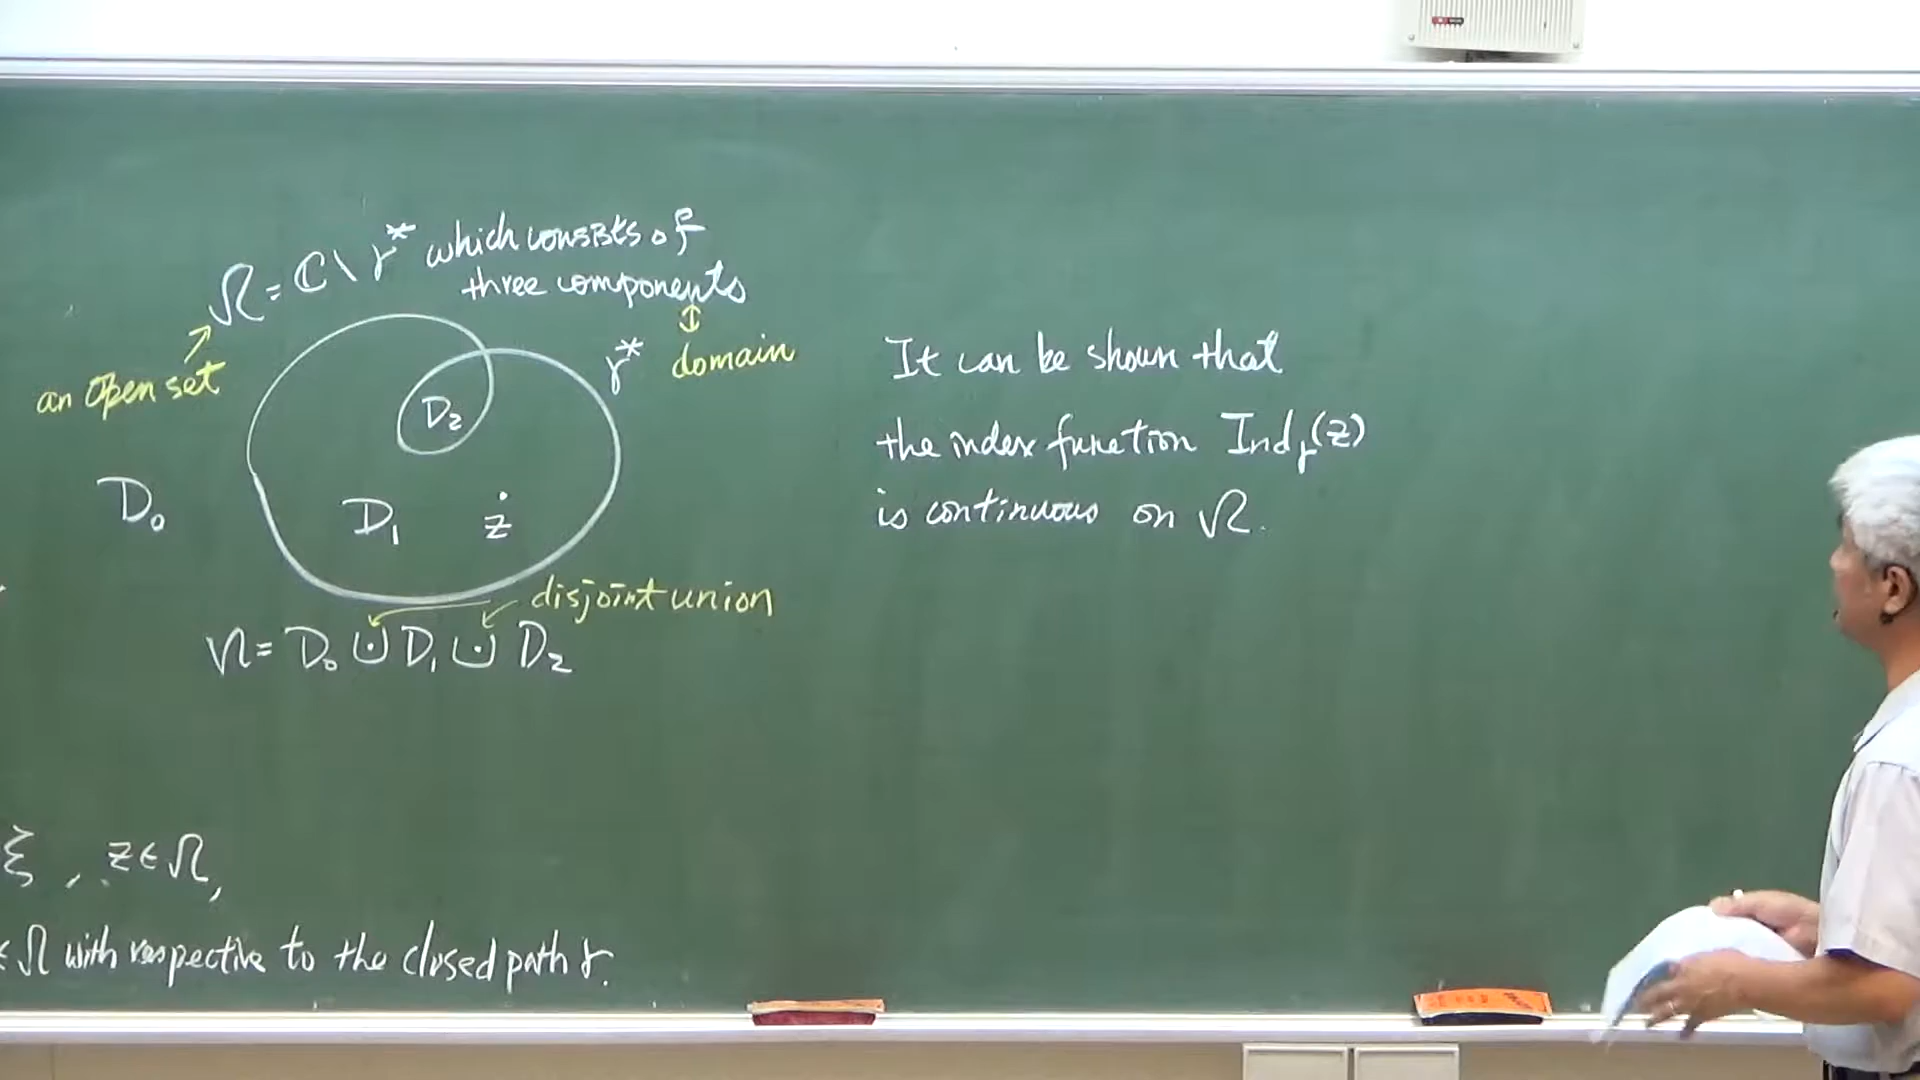 Ω = ℂ \ γ* which consists of
three components
↕
domain
an open set
γ*
D₂
D₀
D₁
z
disjoint union
Ω = D₀ ⊍ D₁ ⊍ D₂
ξ , z ∈ Ω,
∈ Ω with respective to the closed path γ.
It can be shown that
the index function Ind_γ(z)
is continuous on Ω.